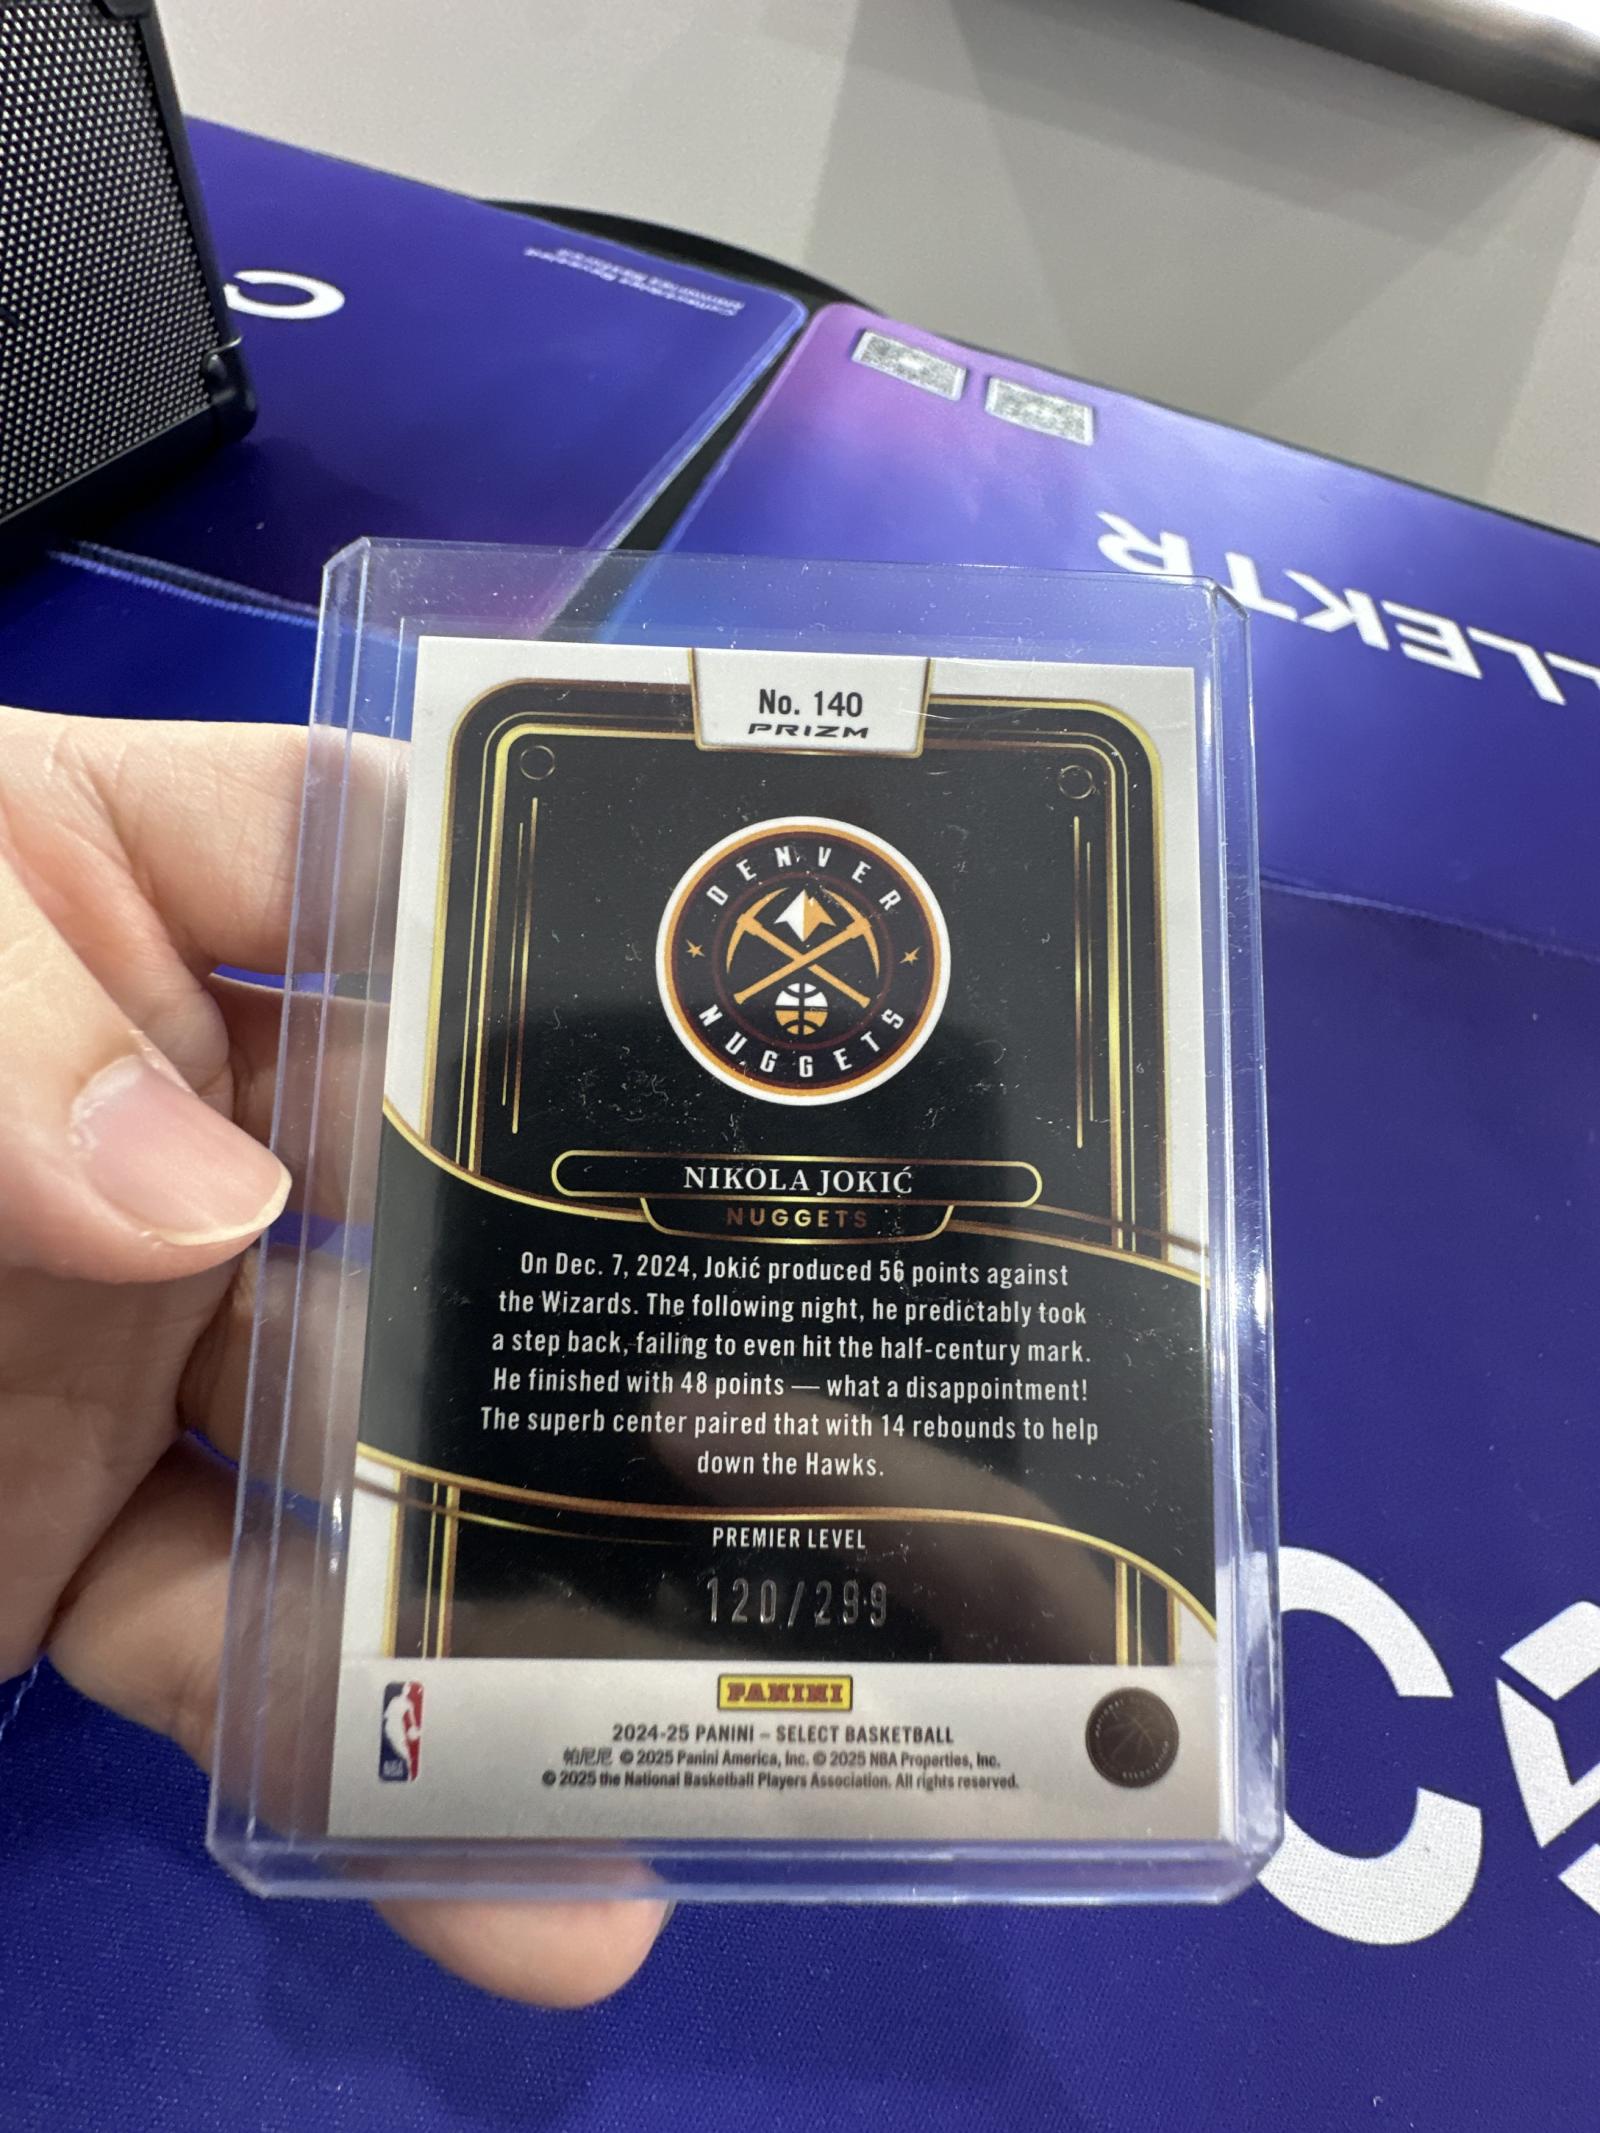 LLEKTR
No. 140
PRIZM
DENVER
NUGGETS
NIKOLA JOKIĆ
NUGGETS
On Dec. 7, 2024, Jokić produced 56 points against
the Wizards. The following night, he predictably took
a step back, failing to even hit the half-century mark.
He finished with 48 points — what a disappointment!
The superb center paired that with 14 rebounds to help
down the Hawks.
PREMIER LEVEL
120/299
PANINI
2024-25 PANINI – SELECT BASKETBALL
帕尼尼 © 2025 Panini America, Inc. © 2025 NBA Properties, Inc.
© 2025 the National Basketball Players Association. All rights reserved.
NBA